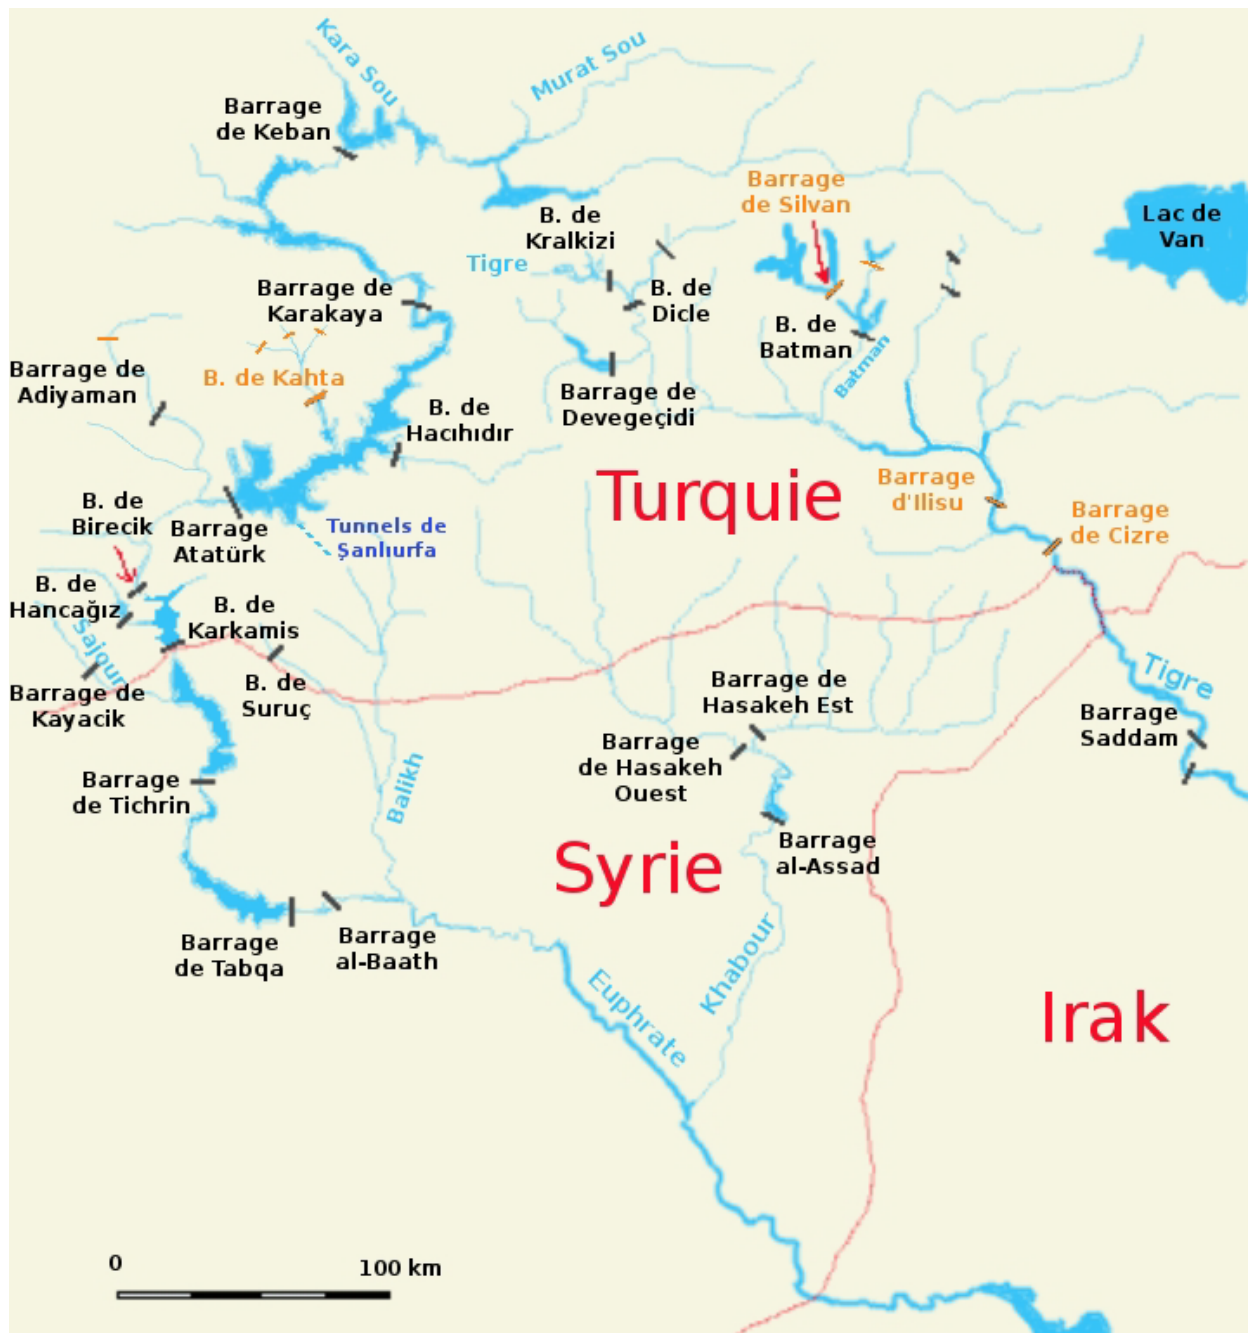 Kara Sou
Murat Sou
Barrage
de Keban
Barrage
de Silvan
Lac de
Van
B. de
Kralkizi
Tigre
Barrage de
Karakaya
B. de
Dicle
B. de
Batman
Batman
Barrage de
Adiyaman
B. de Kahta
Barrage de
Devegeçidi
B. de
Hacıhıdır
Turquie
Barrage
d'Ilisu
Barrage
de Cizre
B. de
Birecik
Barrage
Atatürk
Tunnels de
Şanlıurfa
B. de
Hancağız
B. de
Karkamis
Sajour
Barrage de
Kayacik
B. de
Suruç
Barrage de
Hasakeh Est
Tigre
Barrage
Saddam
Barrage
de Hasakeh
Ouest
Barrage
de Tichrin
Balikh
Barrage
al-Assad
Syrie
Barrage
de Tabqa
Barrage
al-Baath
Khabour
Euphrate
Irak
0
100 km